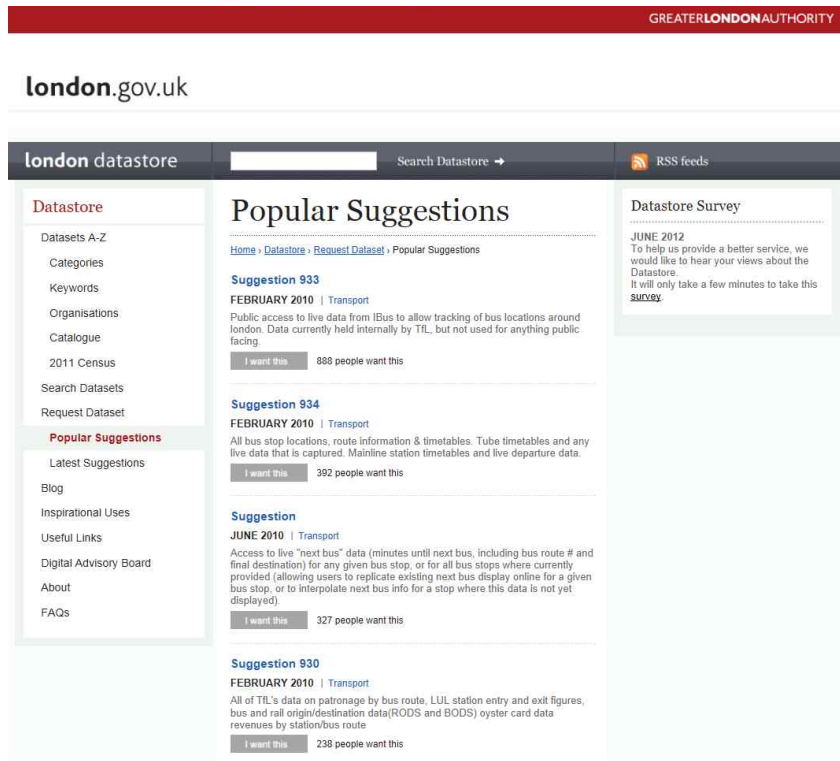 GREATERLONDONAUTHORITY
london.gov.uk
london datastore
Search Datastore ➔
RSS feeds
Datastore
Datasets A-Z
Categories
Keywords
Organisations
Catalogue
2011 Census
Search Datasets
Request Dataset
Popular Suggestions
Latest Suggestions
Blog
Inspirational Uses
Useful Links
Digital Advisory Board
About
FAQs
Popular Suggestions
Home › Datastore › Request Dataset › Popular Suggestions
Suggestion 933
FEBRUARY 2010 | Transport
Public access to live data from IBus to allow tracking of bus locations around
london. Data currently held internally by TfL, but not used for anything public
facing.
I want this 888 people want this
Suggestion 934
FEBRUARY 2010 | Transport
All bus stop locations, route information & timetables. Tube timetables and any
live data that is captured. Mainline station timetables and live departure data.
I want this 392 people want this
Suggestion
JUNE 2010 | Transport
Access to live "next bus" data (minutes until next bus, including bus route # and
final destination) for any given bus stop, or for all bus stops where currently
provided (allowing users to replicate existing next bus display online for a given
bus stop, or to interpolate next bus info for a stop where this data is not yet
displayed).
I want this 327 people want this
Suggestion 930
FEBRUARY 2010 | Transport
All of TfL's data on patronage by bus route, LUL station entry and exit figures,
bus and rail origin/destination data(RODS and BODS) oyster card data
revenues by station/bus route
I want this 238 people want this
Datastore Survey
JUNE 2012
To help us provide a better service, we
would like to hear your views about the
Datastore.
It will only take a few minutes to take this
survey.